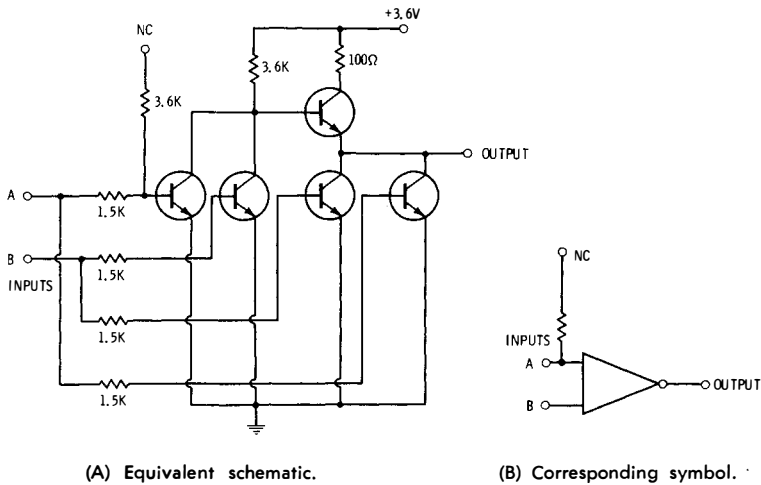 +3.6V
NC
3.6K
3.6K
100Ω
OUTPUT
A
1.5K
B
1.5K
INPUTS
1.5K
1.5K
NC
INPUTS
A
B
OUTPUT
(A) Equivalent schematic.
(B) Corresponding symbol.